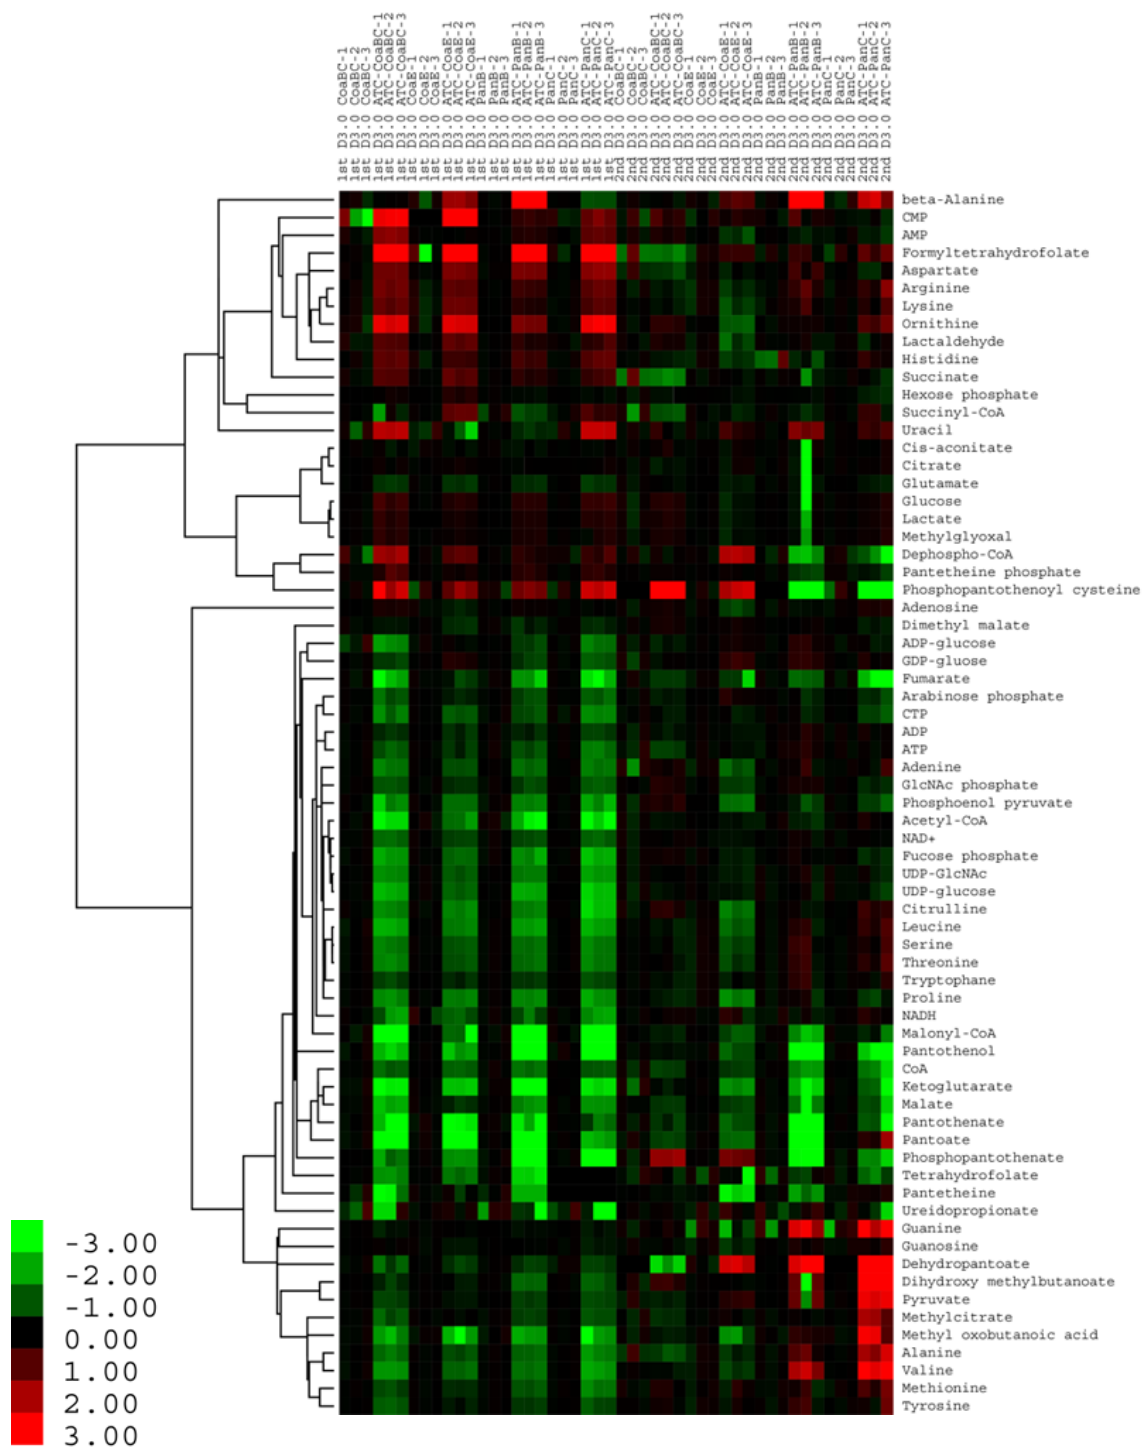 1st D3.0 CoaBC-1
1st D3.0 CoaBC-2
1st D3.0 CoaBC-3
1st D3.0 ATC-CoaBC-1
1st D3.0 ATC-CoaBC-2
1st D3.0 ATC-CoaBC-3
1st D3.0 CoaE-1
1st D3.0 CoaE-2
1st D3.0 CoaE-3
1st D3.0 ATC-CoaE-1
1st D3.0 ATC-CoaE-2
1st D3.0 ATC-CoaE-3
1st D3.0 PanB-1
1st D3.0 PanB-2
1st D3.0 PanB-3
1st D3.0 ATC-PanB-1
1st D3.0 ATC-PanB-2
1st D3.0 ATC-PanB-3
1st D3.0 PanC-1
1st D3.0 PanC-2
1st D3.0 PanC-3
1st D3.0 ATC-PanC-1
1st D3.0 ATC-PanC-2
1st D3.0 ATC-PanC-3
2nd D3.0 CoaBC-1
2nd D3.0 CoaBC-2
2nd D3.0 CoaBC-3
2nd D3.0 ATC-CoaBC-1
2nd D3.0 ATC-CoaBC-2
2nd D3.0 ATC-CoaBC-3
2nd D3.0 CoaE-1
2nd D3.0 CoaE-2
2nd D3.0 CoaE-3
2nd D3.0 ATC-CoaE-1
2nd D3.0 ATC-CoaE-2
2nd D3.0 ATC-CoaE-3
2nd D3.0 PanB-1
2nd D3.0 PanB-2
2nd D3.0 PanB-3
2nd D3.0 ATC-PanB-1
2nd D3.0 ATC-PanB-2
2nd D3.0 ATC-PanB-3
2nd D3.0 PanC-1
2nd D3.0 PanC-2
2nd D3.0 PanC-3
2nd D3.0 ATC-PanC-1
2nd D3.0 ATC-PanC-2
2nd D3.0 ATC-PanC-3
beta-Alanine
CMP
AMP
Formyltetrahydrofolate
Aspartate
Arginine
Lysine
Ornithine
Lactaldehyde
Histidine
Succinate
Hexose phosphate
Succinyl-CoA
Uracil
Cis-aconitate
Citrate
Glutamate
Glucose
Lactate
Methylglyoxal
Dephospho-CoA
Pantetheine phosphate
Phosphopantothenoyl cysteine
Adenosine
Dimethyl malate
ADP-glucose
GDP-gluose
Fumarate
Arabinose phosphate
CTP
ADP
ATP
Adenine
GlcNAc phosphate
Phosphoenol pyruvate
Acetyl-CoA
NAD+
Fucose phosphate
UDP-GlcNAc
UDP-glucose
Citrulline
Leucine
Serine
Threonine
Tryptophane
Proline
NADH
Malonyl-CoA
Pantothenol
CoA
Ketoglutarate
Malate
Pantothenate
Pantoate
Phosphopantothenate
Tetrahydrofolate
Pantetheine
Ureidopropionate
Guanine
Guanosine
Dehydropantoate
Dihydroxy methylbutanoate
Pyruvate
Methylcitrate
Methyl oxobutanoic acid
Alanine
Valine
Methionine
Tyrosine
-3.00
-2.00
-1.00
0.00
1.00
2.00
3.00